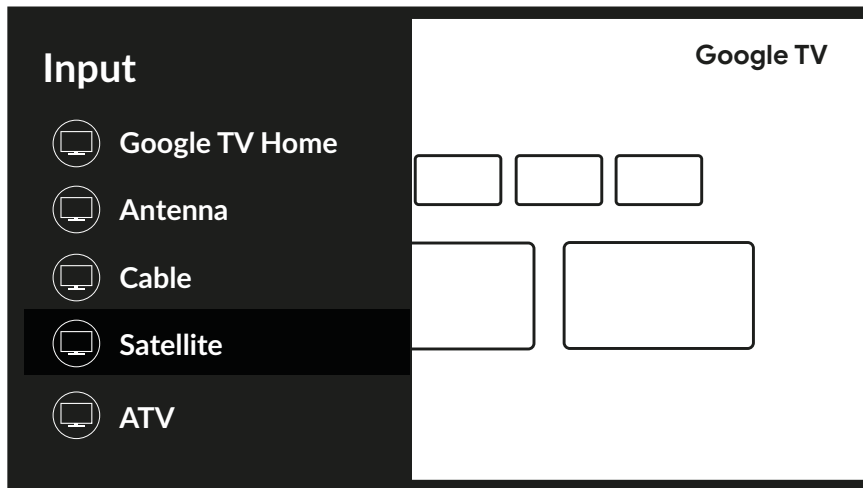 Input
Google TV
Google TV Home
Antenna
Cable
Satellite
ATV